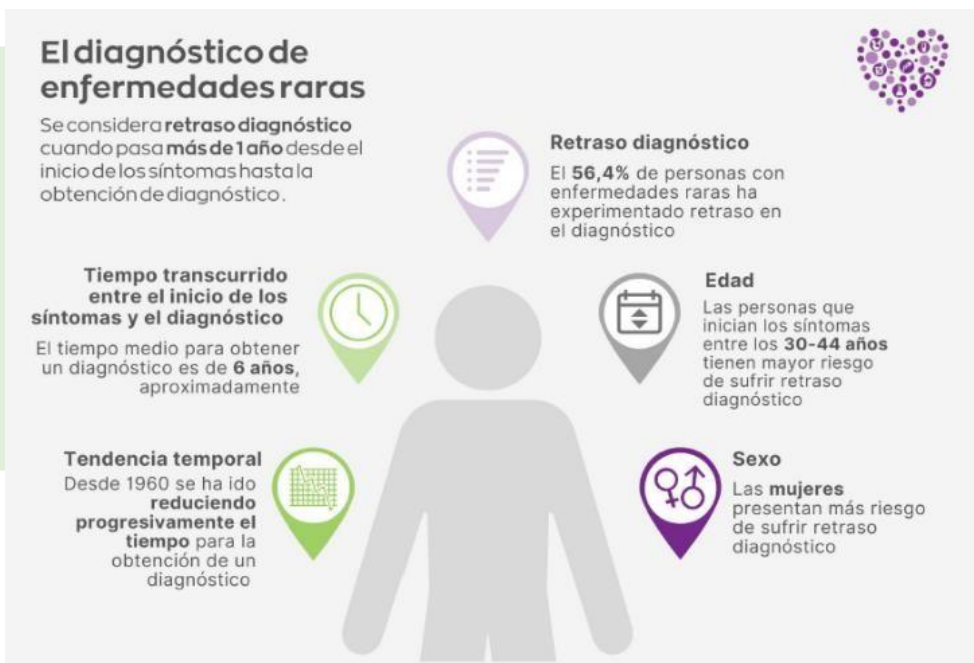 El diagnóstico de
enfermedades raras
Se considera retraso diagnóstico
cuando pasa más de 1 año desde el
inicio de los síntomas hasta la
obtención de diagnóstico.
Retraso diagnóstico
El 56,4% de personas con
enfermedades raras ha
experimentado retraso en
el diagnóstico
Tiempo transcurrido
entre el inicio de los
síntomas y el diagnóstico
El tiempo medio para obtener
un diagnóstico es de 6 años,
aproximadamente
Edad
Las personas que
inician los síntomas
entre los 30-44 años
tienen mayor riesgo
de sufrir retraso
diagnóstico
Tendencia temporal
Desde 1960 se ha ido
reduciendo
progresivamente el
tiempo para la
obtención de un
diagnóstico
Sexo
Las mujeres
presentan más riesgo
de sufrir retraso
diagnóstico